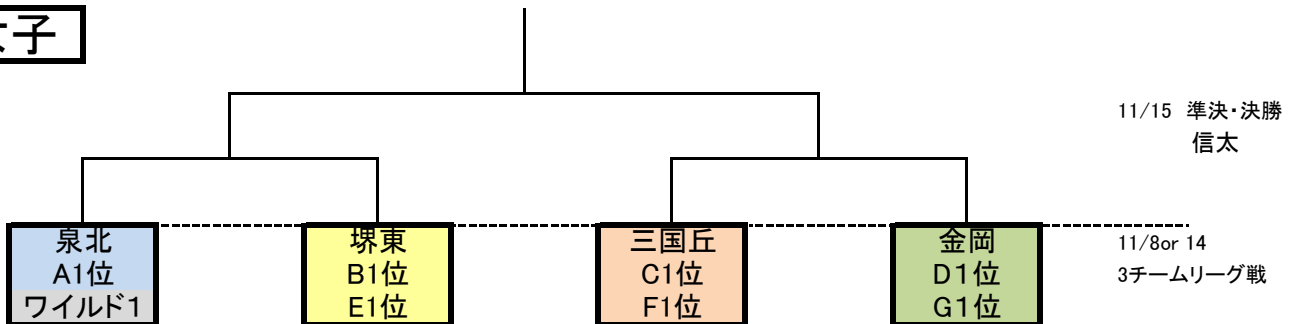 子
11/15 準決・決勝
信太
泉北
A1位
ワイルド1
堺東
B1位
E1位
三国丘
C1位
F1位
金岡
D1位
G1位
11/8or 14
3チームリーグ戦